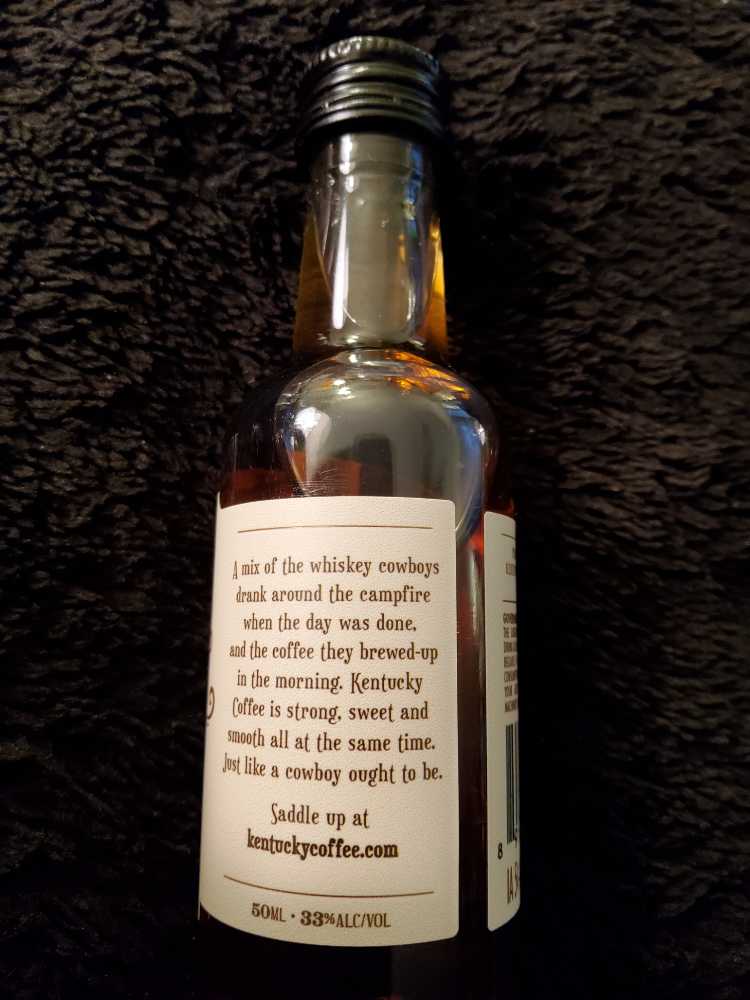 A mix of the whiskey cowboys
drank around the campfire
when the day was done,
and the coffee they brewed-up
in the morning. Kentucky
Coffee is strong, sweet and
smooth all at the same time.
Just like a cowboy ought to be.
Saddle up at
kentuckycoffee.com
50ML • 33% ALC/VOL
8